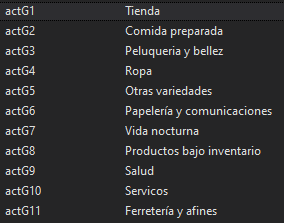 actG1 Tienda
actG2 Comida preparada
actG3 Peluqueria y bellez
actG4 Ropa
actG5 Otras variedades
actG6 Papelería y comunicaciones
actG7 Vida nocturna
actG8 Productos bajo inventario
actG9 Salud
actG10 Servicos
actG11 Ferretería y afines